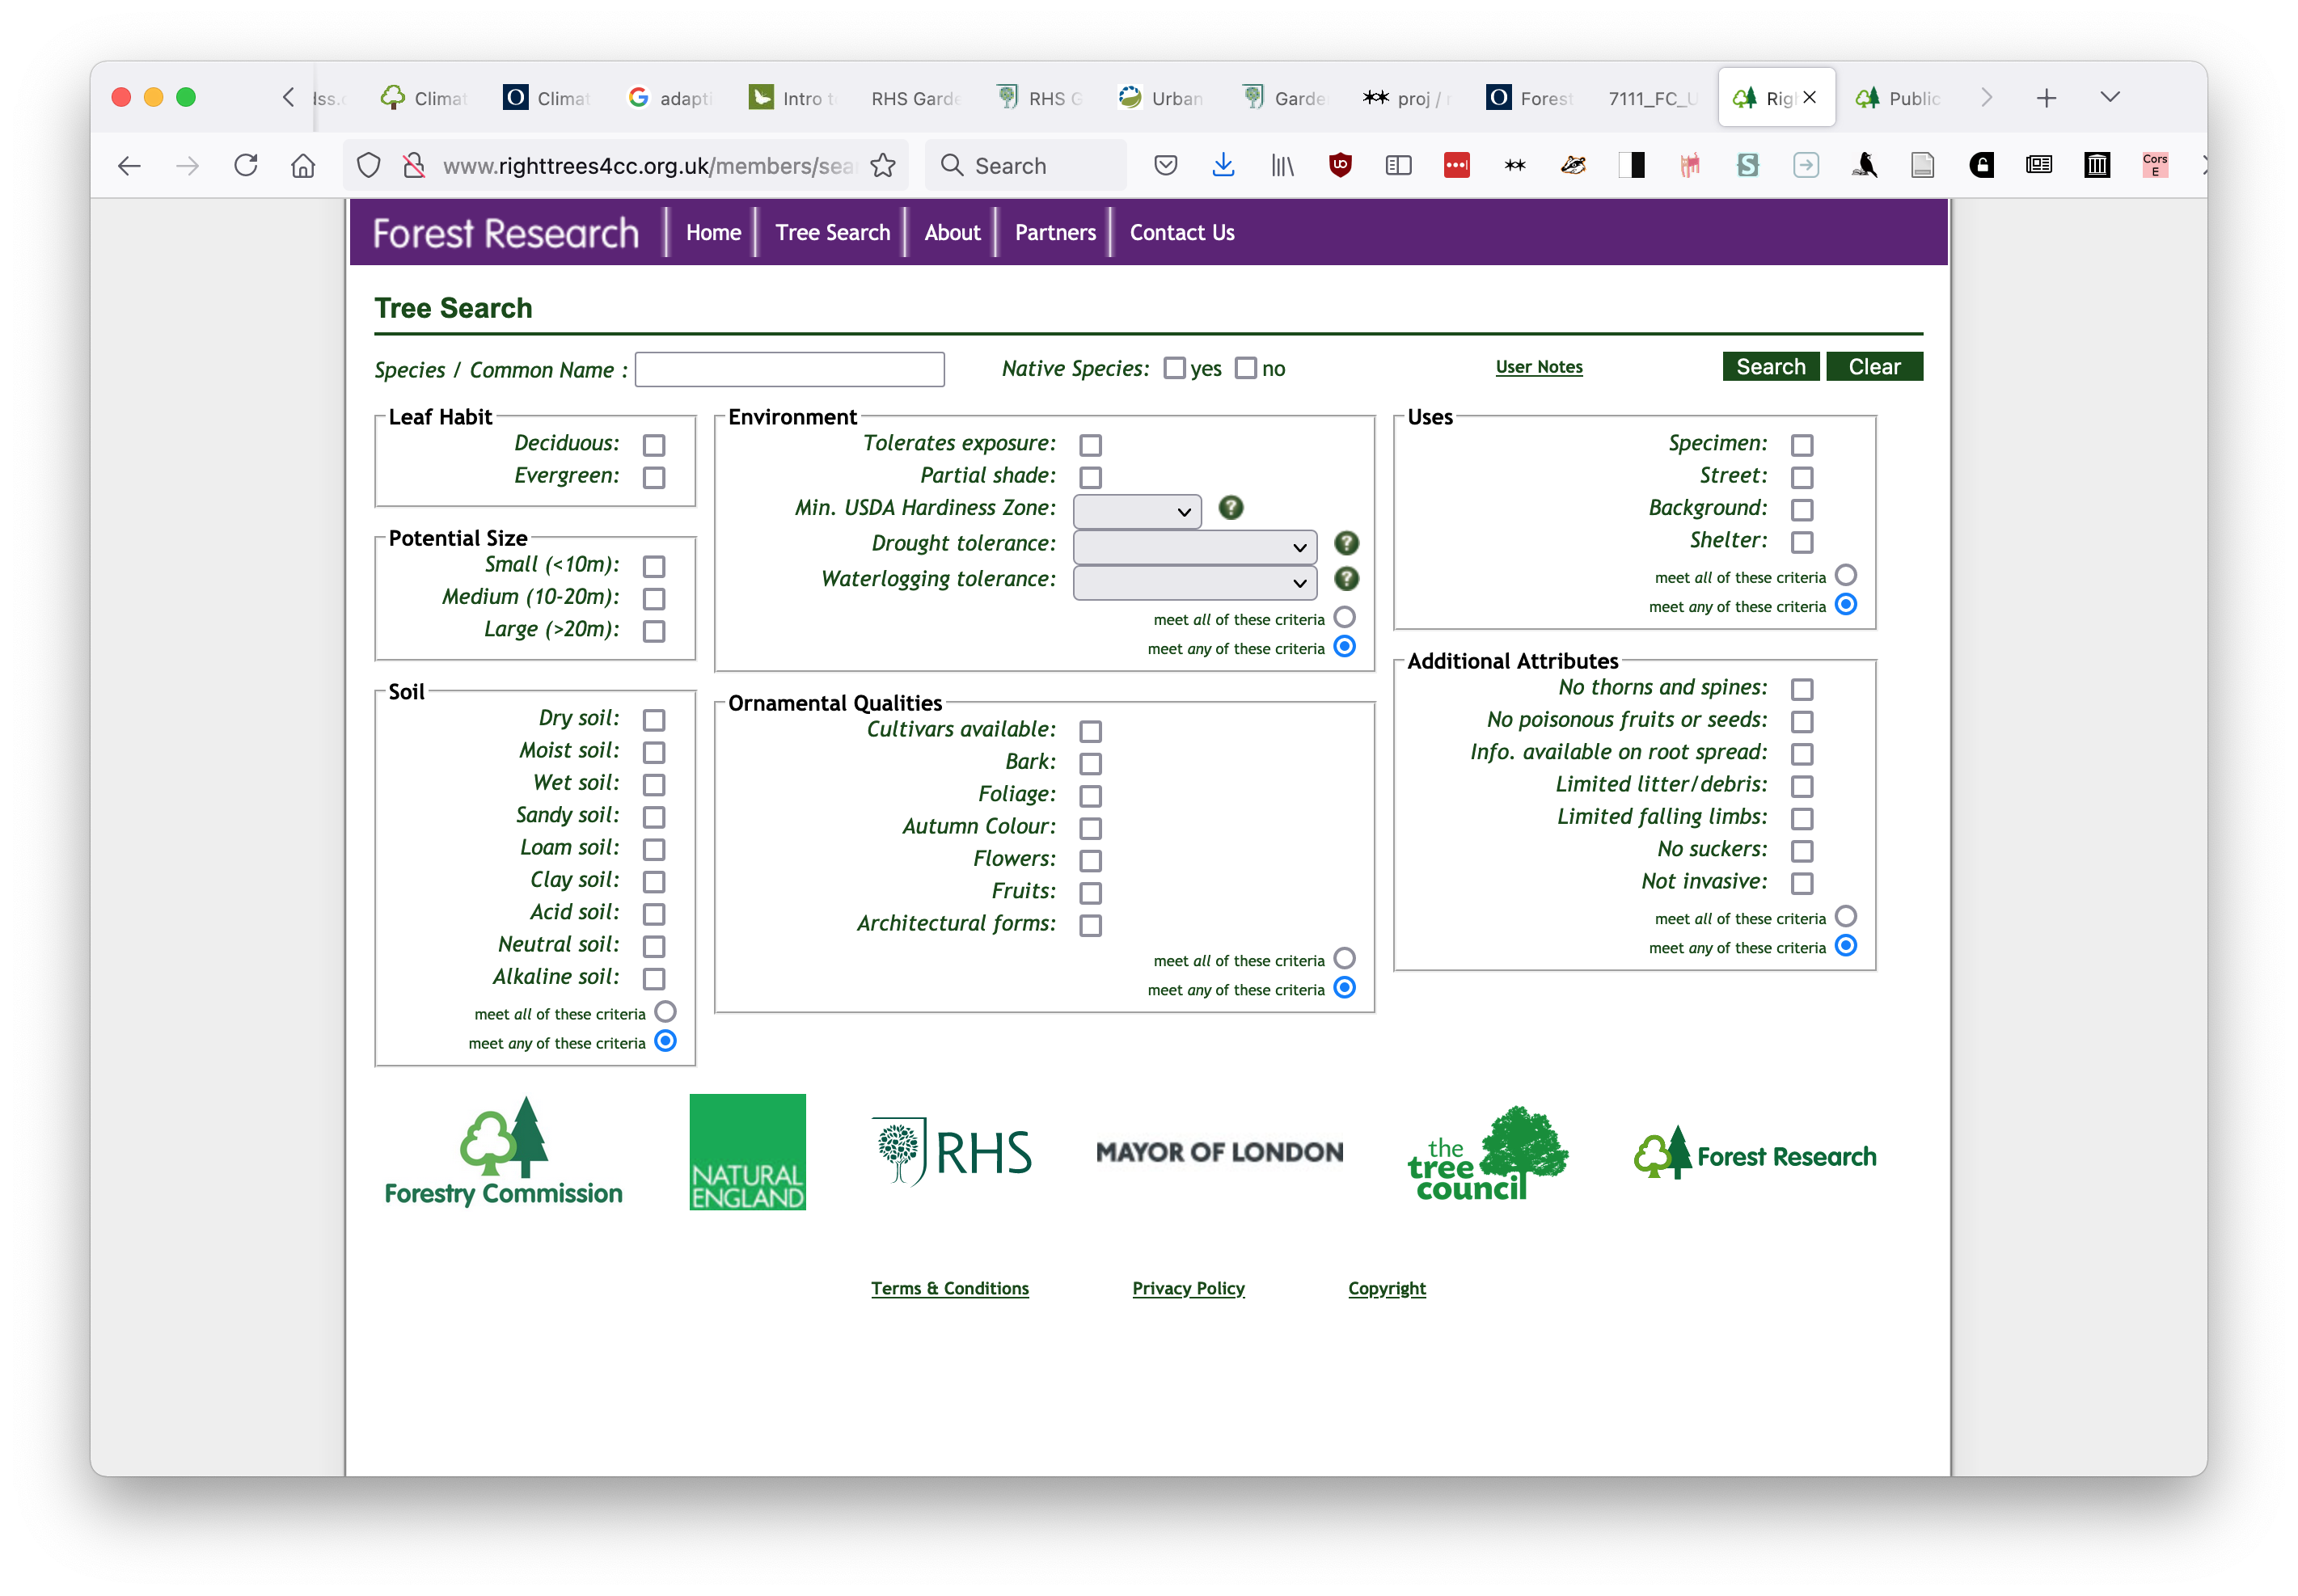 Climat
Climat
adapti
Intro to
RHS Garde
RHS G
Urban
Garde
proj /
Forest
7111_FC_U
Rig
Public
www.righttrees4cc.org.uk/members/sear
Search
Cors
E
Forest Research
Home
Tree Search
About
Partners
Contact Us
Tree Search
Species / Common Name :
Native Species: yes no
User Notes
Search
Clear
Leaf Habit
Deciduous:
Evergreen:
Potential Size
Small (<10m):
Medium (10-20m):
Large (>20m):
Soil
Dry soil:
Moist soil:
Wet soil:
Sandy soil:
Loam soil:
Clay soil:
Acid soil:
Neutral soil:
Alkaline soil:
meet all of these criteria
meet any of these criteria
Environment
Tolerates exposure:
Partial shade:
Min. USDA Hardiness Zone:
Drought tolerance:
Waterlogging tolerance:
meet all of these criteria
meet any of these criteria
Ornamental Qualities
Cultivars available:
Bark:
Foliage:
Autumn Colour:
Flowers:
Fruits:
Architectural forms:
meet all of these criteria
meet any of these criteria
Uses
Specimen:
Street:
Background:
Shelter:
meet all of these criteria
meet any of these criteria
Additional Attributes
No thorns and spines:
No poisonous fruits or seeds:
Info. available on root spread:
Limited litter/debris:
Limited falling limbs:
No suckers:
Not invasive:
meet all of these criteria
meet any of these criteria
Forestry Commission
NATURAL
ENGLAND
RHS
MAYOR OF LONDON
the
tree
council
Forest Research
Terms & Conditions
Privacy Policy
Copyright